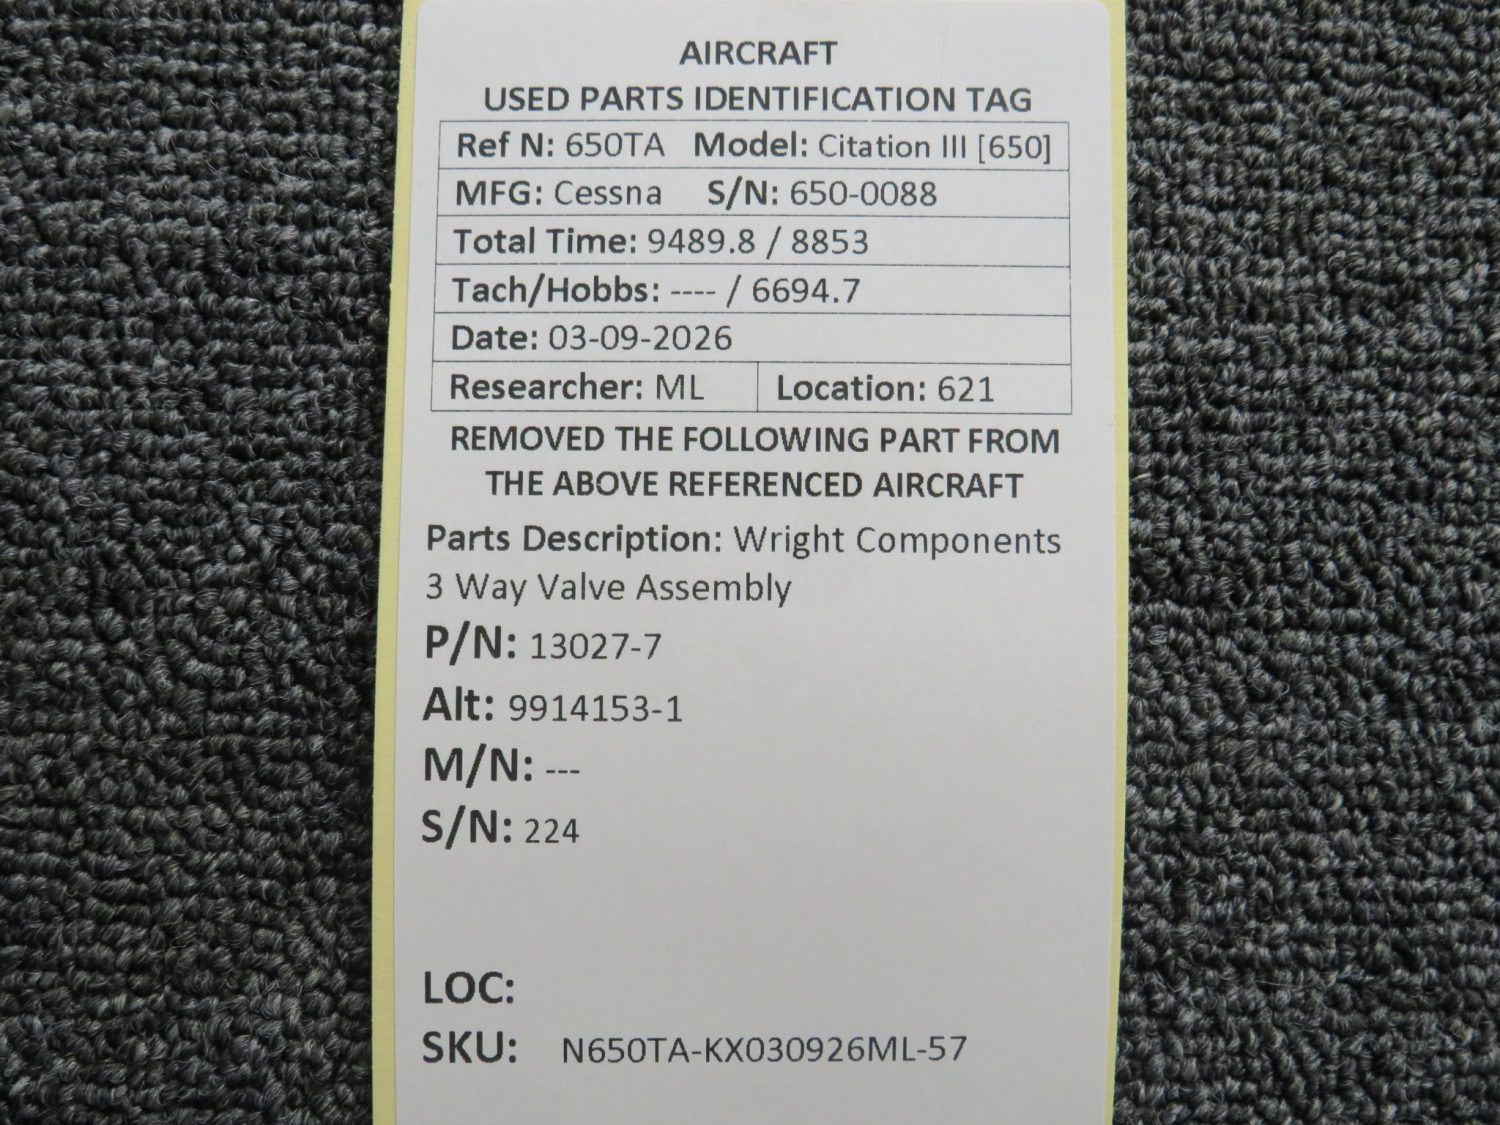 AIRCRAFT
USED PARTS IDENTIFICATION TAG
Ref N: 650TA Model: Citation III [650]
MFG: Cessna S/N: 650-0088
Total Time: 9489.8 / 8853
Tach/Hobbs: ---- / 6694.7
Date: 03-09-2026
Researcher: ML Location: 621
REMOVED THE FOLLOWING PART FROM
THE ABOVE REFERENCED AIRCRAFT
Parts Description: Wright Components
3 Way Valve Assembly
P/N: 13027-7
Alt: 9914153-1
M/N: ---
S/N: 224
LOC:
SKU: N650TA-KX030926ML-57